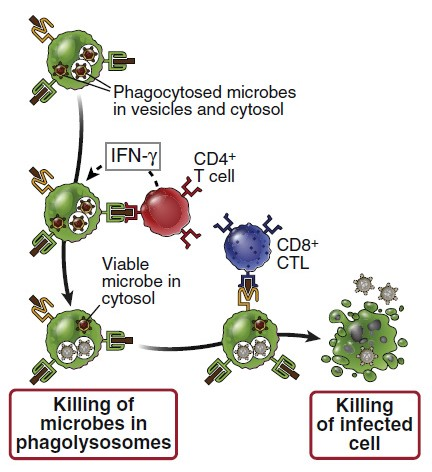 Phagocytosed microbes
in vesicles and cytosol
IFN-γ
CD4+
T cell
CD8+
CTL
Viable
microbe in
cytosol
Killing of
microbes in
phagolysosomes
Killing
of infected
cell